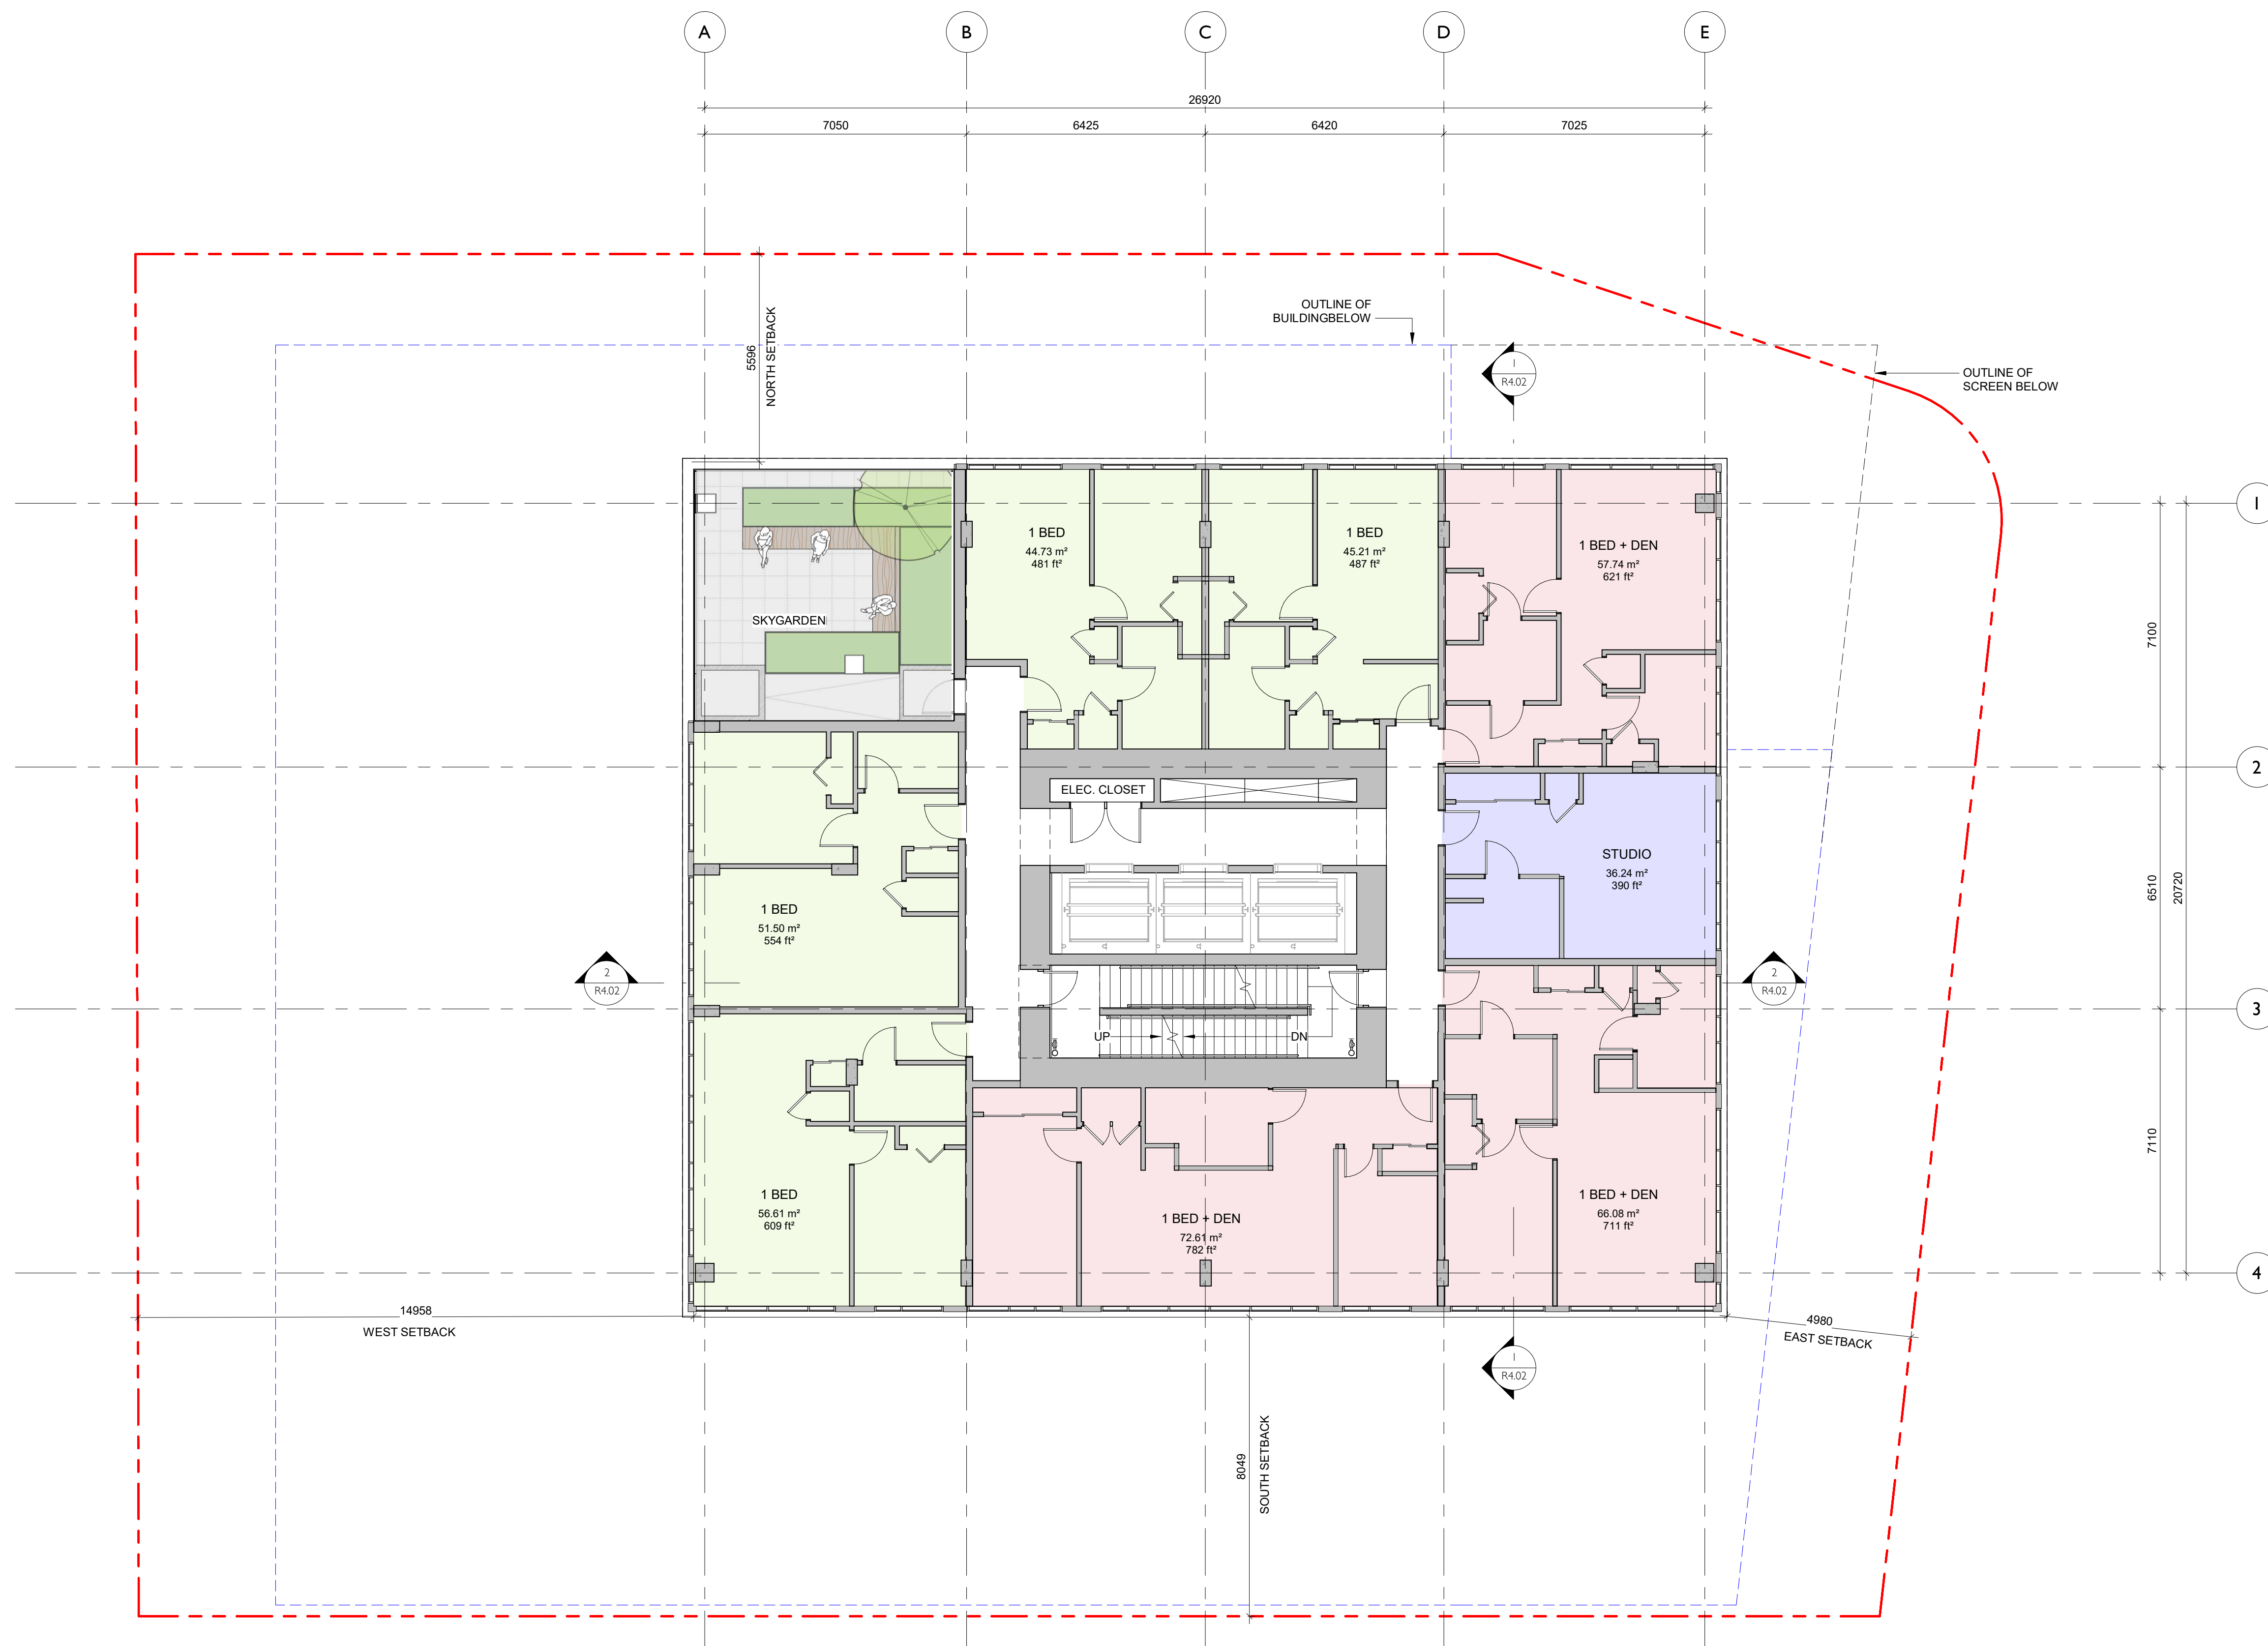 A
B
C
D
E
26920
7050
6425
6420
7025
OUTLINE OF
BUILDINGBELOW
5596
NORTH SETBACK
1
R4.02
OUTLINE OF
SCREEN BELOW
1
1 BED
44.73 m²
481 ft²
1 BED
45.21 m²
487 ft²
1 BED + DEN
57.74 m²
621 ft²
SKYGARDEN
7100
2
ELEC. CLOSET
STUDIO
36.24 m²
390 ft²
1 BED
51.50 m²
554 ft²
6510
20720
2
R4.02
2
R4.02
3
UP
DN
7110
1 BED
56.61 m²
609 ft²
1 BED + DEN
72.61 m²
782 ft²
1 BED + DEN
66.08 m²
711 ft²
4
14958
WEST SETBACK
4980
EAST SETBACK
1
R4.02
8049
SOUTH SETBACK